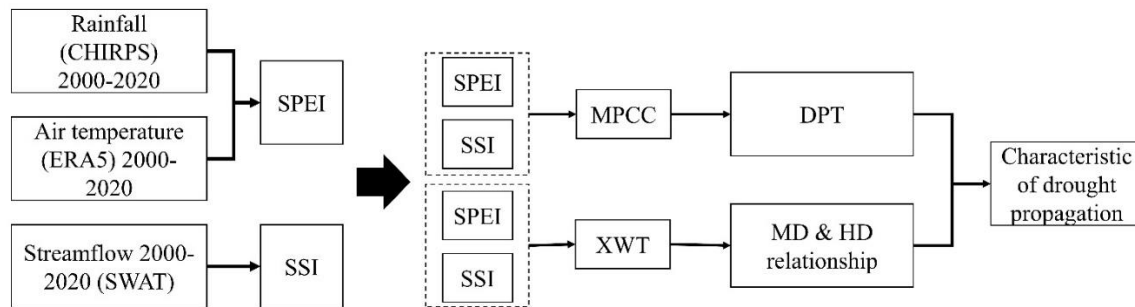 Rainfall
(CHIRPS)
2000-2020
Air temperature
(ERA5) 2000-
2020
SPEI
Streamflow 2000-
2020 (SWAT)
SSI
SPEI
SSI
MPCC
DPT
SPEI
SSI
XWT
MD & HD
relationship
Characteristic
of drought
propagation